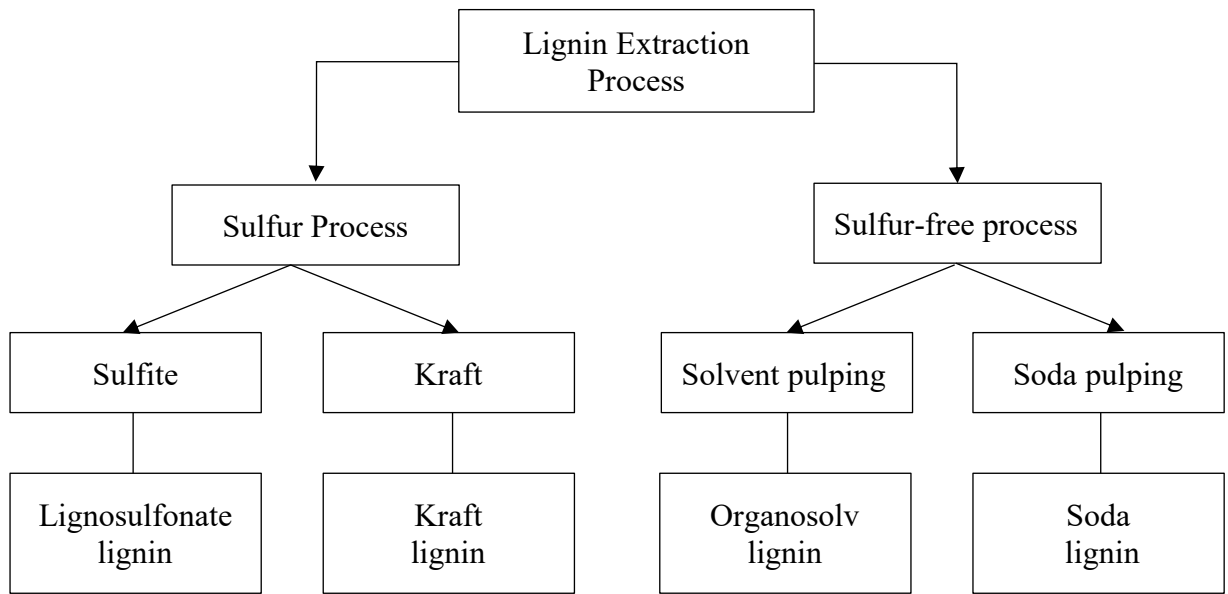 Lignin Extraction
Process
Sulfur Process
Sulfur-free process
Sulfite
Kraft
Solvent pulping
Soda pulping
Lignosulfonate
lignin
Kraft
lignin
Organosolv
lignin
Soda
lignin